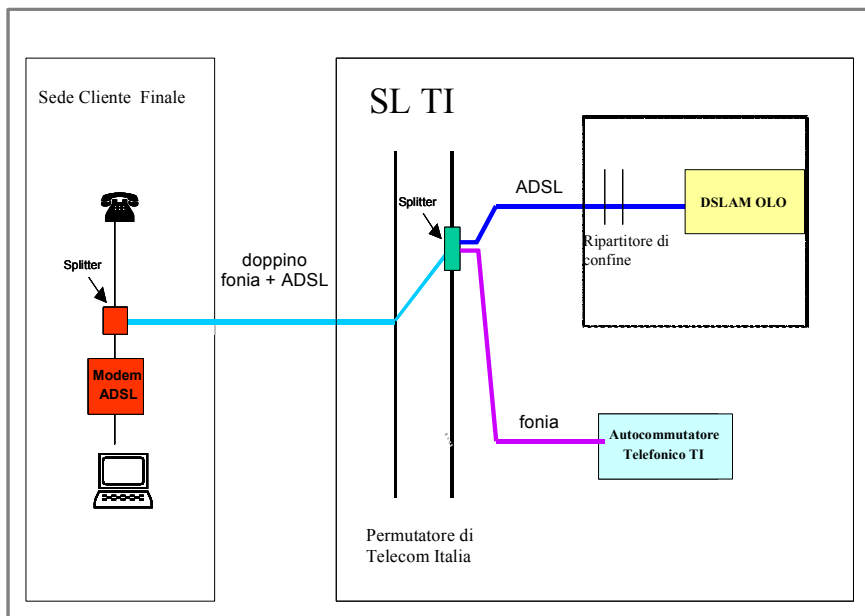 Sede Cliente Finale
Splitter
Modem
ADSL
doppino
fonia + ADSL
SL TI
Splitter
ADSL
Ripartitore di
confine
DSLAM OLO
fonia
Autocommutatore
Telefonico TI
Permutatore di
Telecom Italia